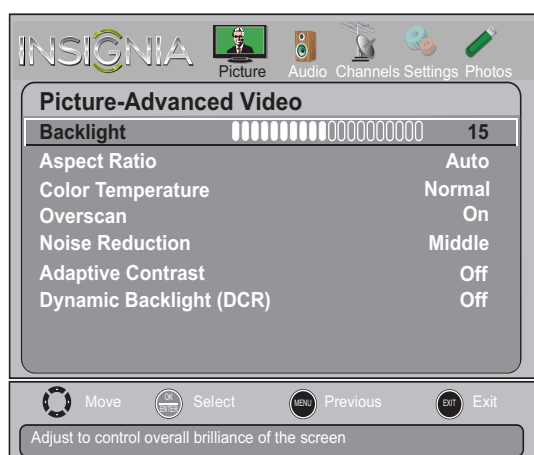 INSIGNIA
Picture Audio Channels Settings Photos
Picture-Advanced Video
Backlight 15
Aspect Ratio Auto
Color Temperature Normal
Overscan On
Noise Reduction Middle
Adaptive Contrast Off
Dynamic Backlight (DCR) Off
Move OK ENTER Select MENU Previous EXIT Exit
Adjust to control overall brilliance of the screen